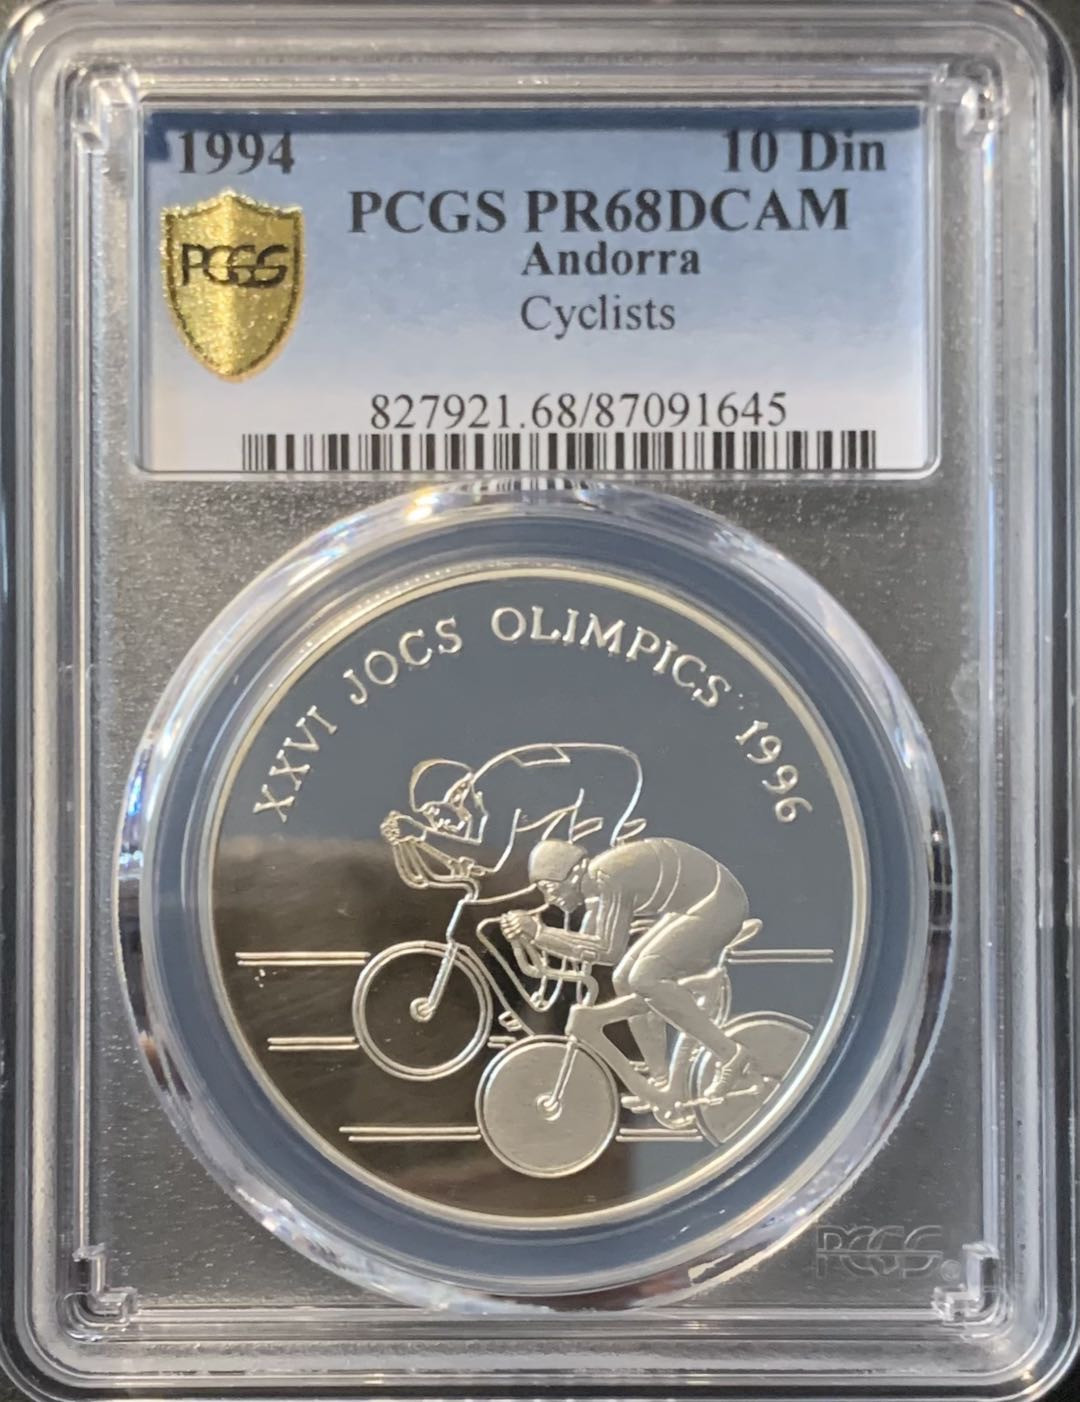 1994 10 Din
PCGS PR68DCAM
Andorra
PCGS
Cyclists
827921.68/87091645
XXVI JOCS OLIMPICS 1996
PCGS